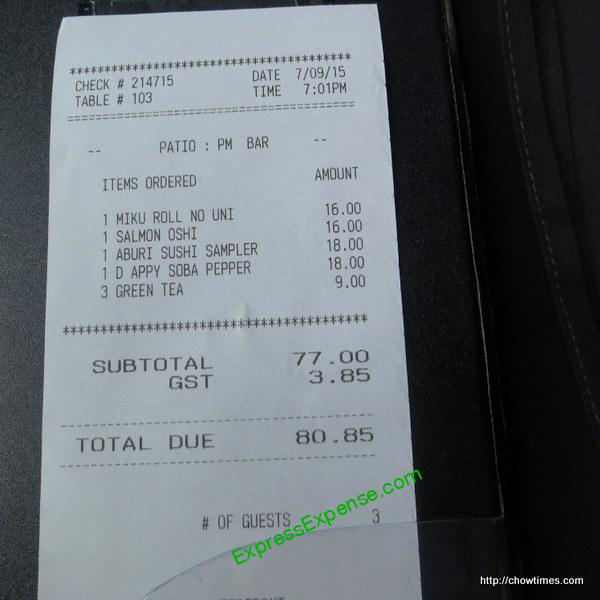 ****************************************
CHECK # 214715 DATE 7/09/15
TABLE # 103 TIME 7:01PM
========================================
-- PATIO : PM BAR --
ITEMS ORDERED AMOUNT
1 MIKU ROLL NO UNI 16.00
1 SALMON OSHI 16.00
1 ABURI SUSHI SAMPLER 18.00
1 D APPY SOBA PEPPER 18.00
3 GREEN TEA 9.00
****************************************
SUBTOTAL 77.00
GST 3.85
----------------------------------------
TOTAL DUE 80.85
----------------------------------------
# OF GUESTS 3
ExpressExpense.com
http://chowtimes.com